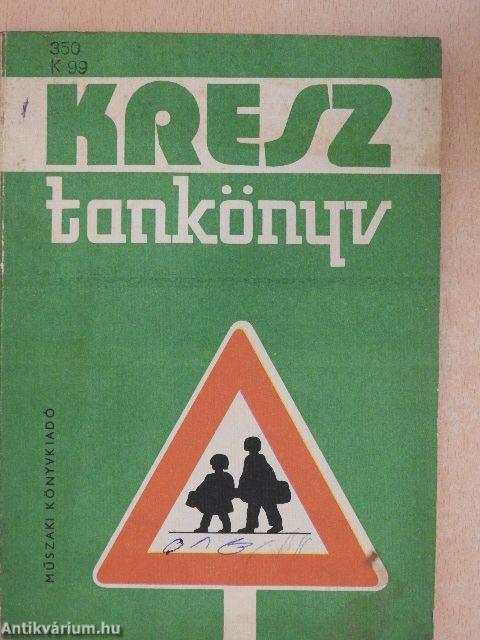 350
K 99
KRESZ
tankönyv
MŰSZAKI KÖNYVKIADÓ
Antikvárium.hu